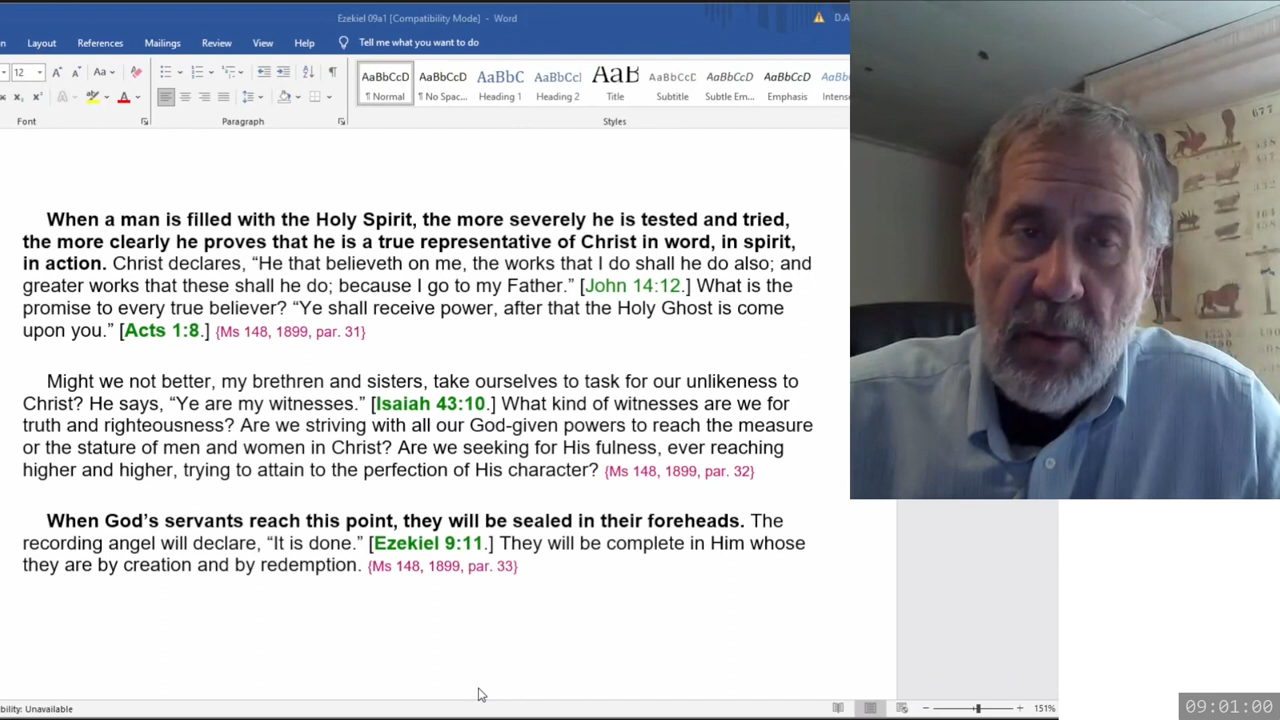 Ezekiel 09a1 [Compatibility Mode] - Word
D.A
n Layout References Mailings Review View Help Tell me what you want to do
12 Aa
AaBbCcD AaBbCcD AaBbC AaBbCcI AaB AaBbCcD AaBbCcD AaBbCcD AaBb
¶ Normal ¶ No Spac... Heading 1 Heading 2 Title Subtitle Subtle Em... Emphasis Intens
Font Paragraph Styles
When a man is filled with the Holy Spirit, the more severely he is tested and tried,
the more clearly he proves that he is a true representative of Christ in word, in spirit,
in action. Christ declares, “He that believeth on me, the works that I do shall he do also; and
greater works that these shall he do; because I go to my Father.” [John 14:12.] What is the
promise to every true believer? “Ye shall receive power, after that the Holy Ghost is come
upon you.” [Acts 1:8.] {Ms 148, 1899, par. 31}
Might we not better, my brethren and sisters, take ourselves to task for our unlikeness to
Christ? He says, “Ye are my witnesses.” [Isaiah 43:10.] What kind of witnesses are we for
truth and righteousness? Are we striving with all our God-given powers to reach the measure
or the stature of men and women in Christ? Are we seeking for His fulness, ever reaching
higher and higher, trying to attain to the perfection of His character? {Ms 148, 1899, par. 32}
When God’s servants reach this point, they will be sealed in their foreheads. The
recording angel will declare, “It is done.” [Ezekiel 9:11.] They will be complete in Him whose
they are by creation and by redemption. {Ms 148, 1899, par. 33}
bility: Unavailable
151%
677
09:01:00